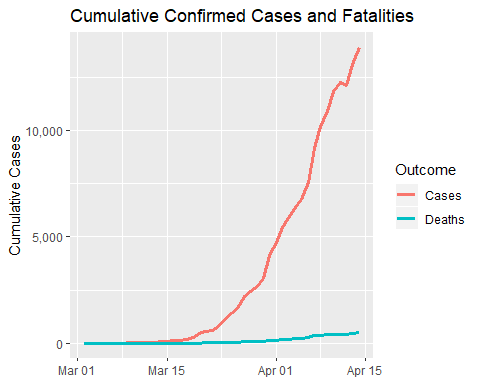 Cumulative Confirmed Cases and Fatalities
Cumulative Cases
10,000
5,000
0
Mar 01 Mar 15 Apr 01 Apr 15
Outcome
Cases
Deaths